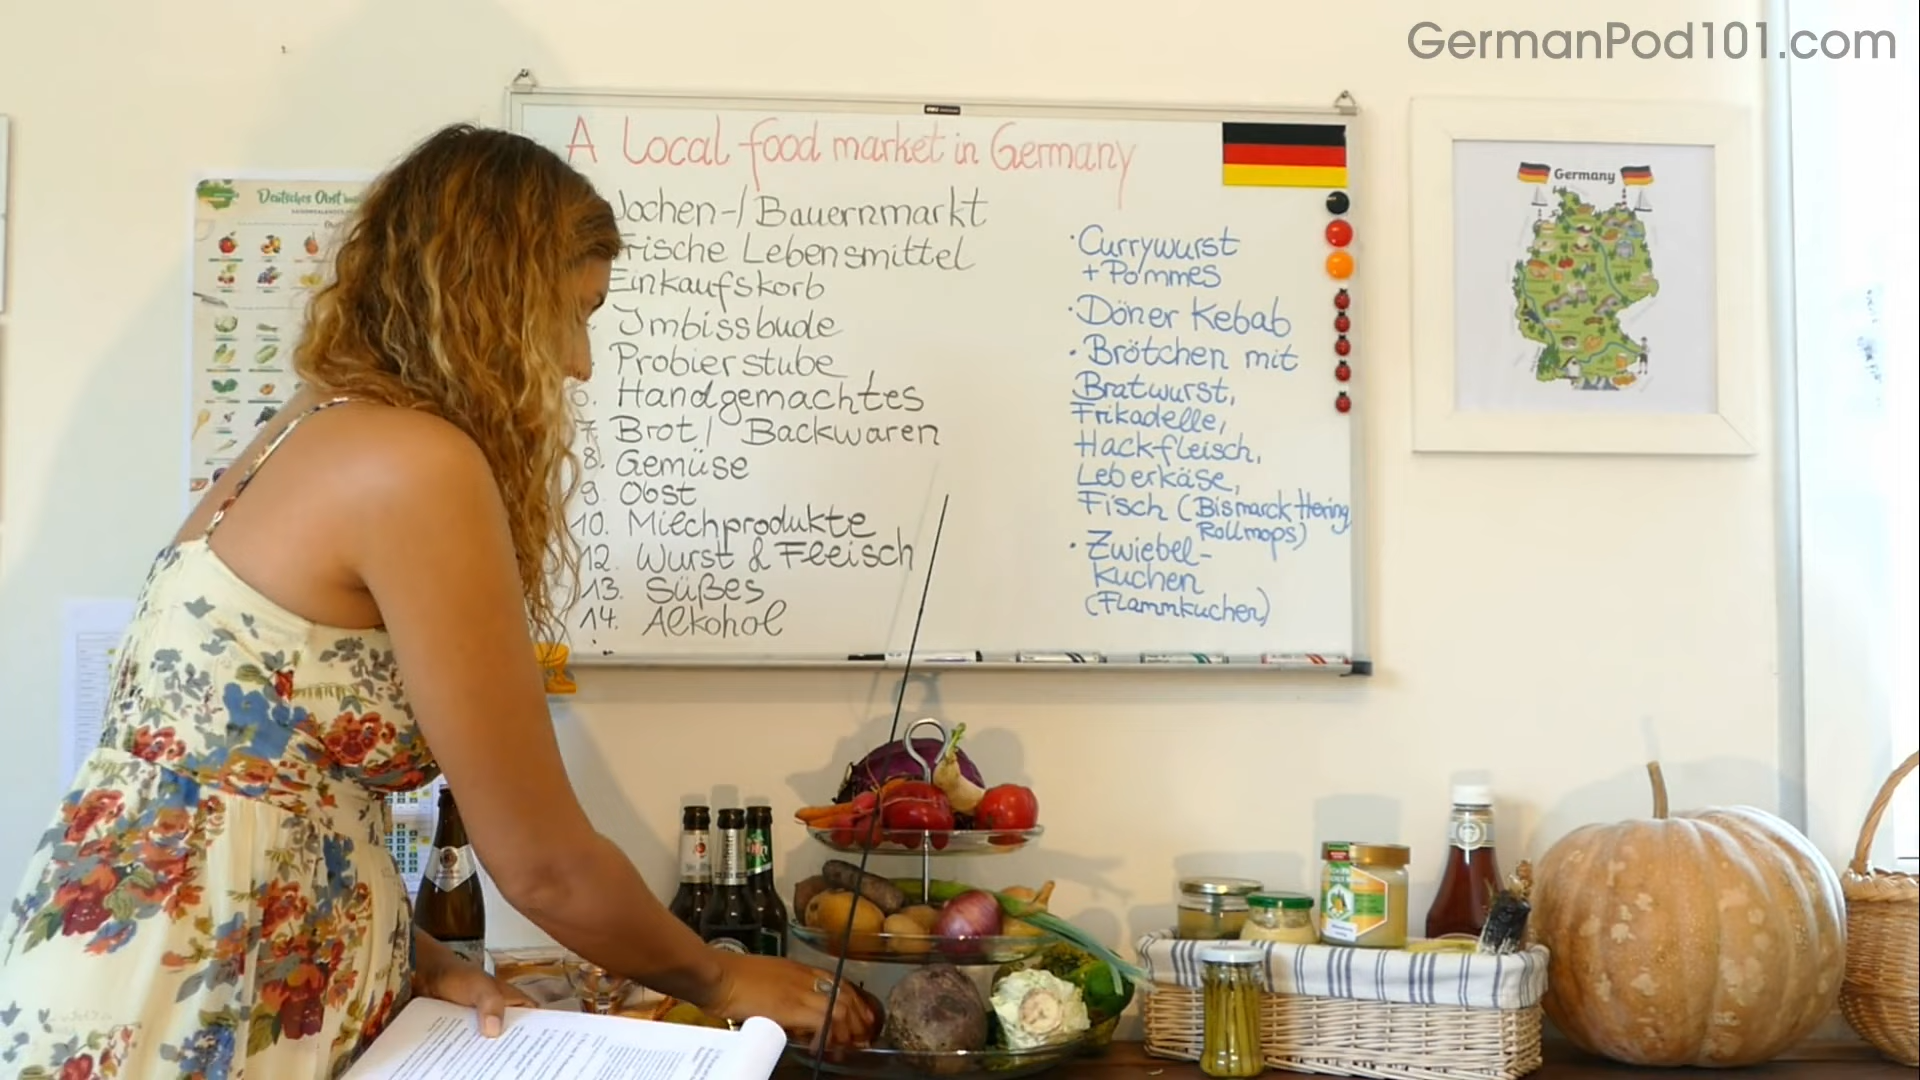 GermanPod101.com
A Local food market in Germany
Wochen-/Bauernmarkt
Frische Lebensmittel
Einkaufskorb
Imbissbude
Probierstube
6. Handgemachtes
7. Brot/ Backwaren
8. Gemüse
9. Obst
10. Milchprodukte
12. Wurst & Fleisch
13. Süßes
14. Alkohol
·Currywurst
+Pommes
·Döner Kebab
·Brötchen mit
Bratwurst,
Frikadelle,
Hackfleisch,
Leberkäse,
Fisch (Bismarck Hering
Rollmops)
·Zwiebel-
kuchen
(Flammkuchen)
Germany
Deutsches Obst